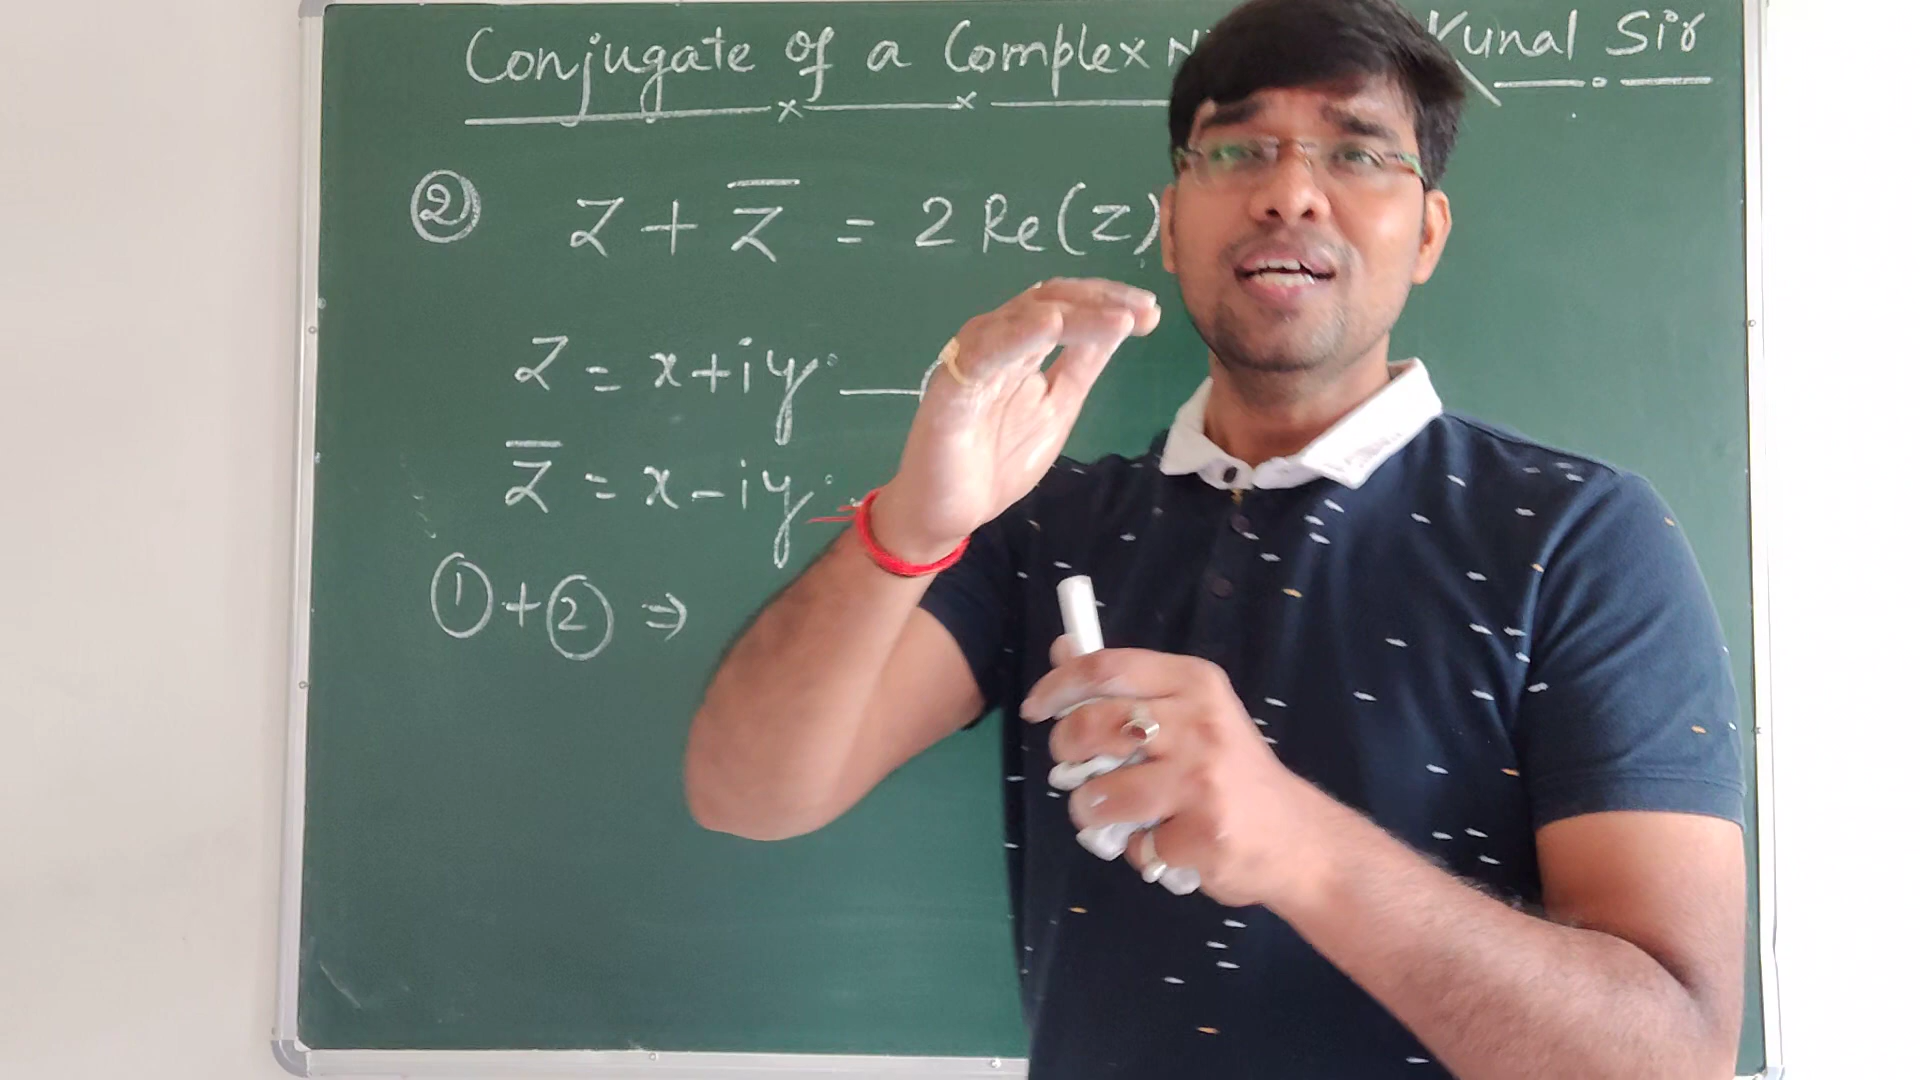 Conjugate of a Complex Kunal Sir
② z + z̅ = 2 Re(z)
z = x + iy
z̅ = x - iy
① + ② ⇒